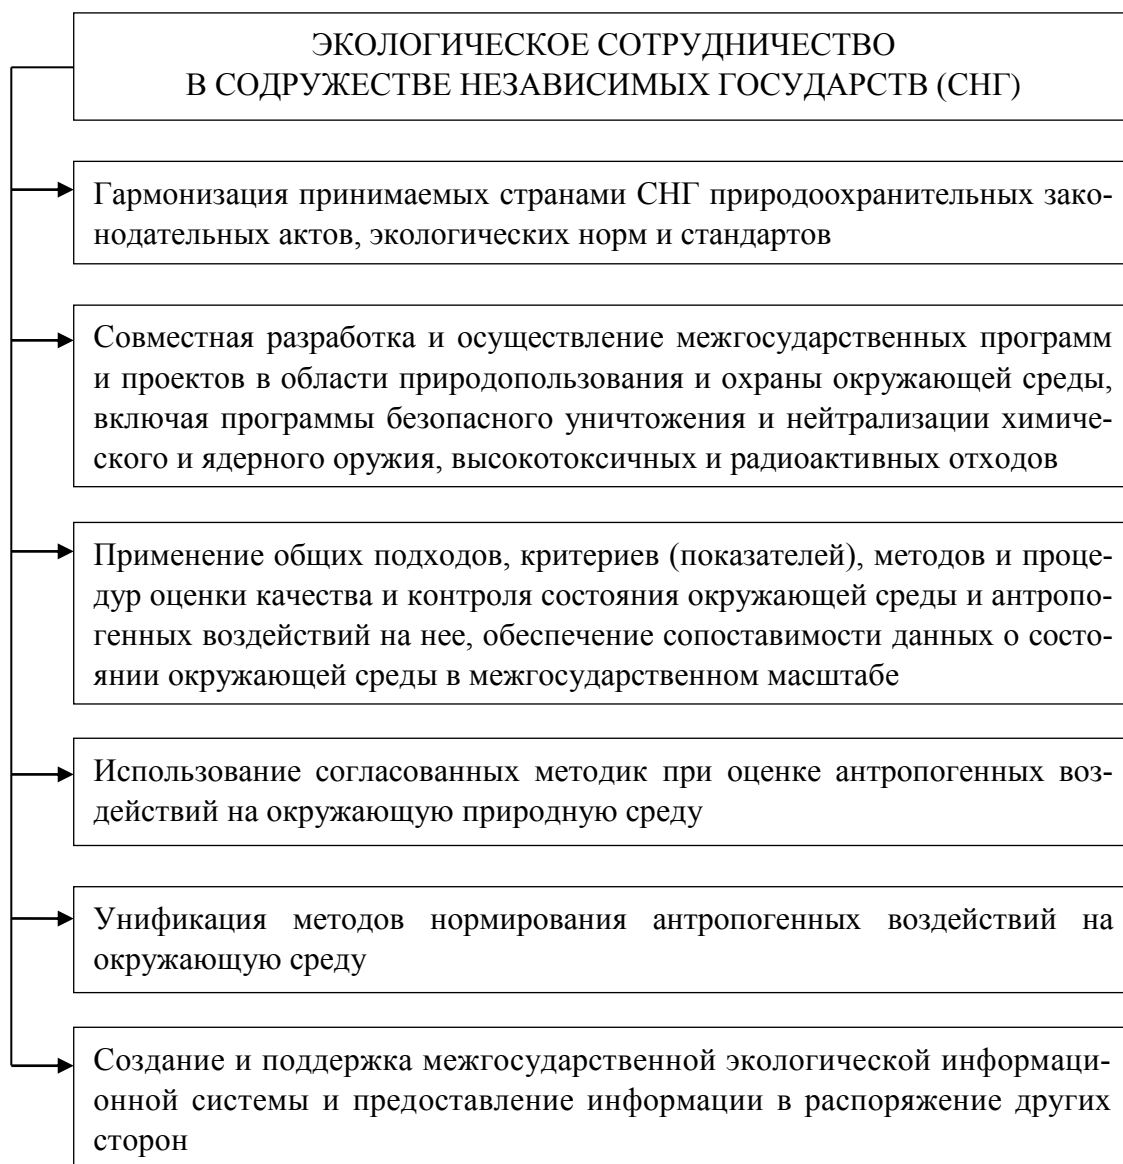 ЭКОЛОГИЧЕСКОЕ СОТРУДНИЧЕСТВО
В СОДРУЖЕСТВЕ НЕЗАВИСИМЫХ ГОСУДАРСТВ (СНГ)
Гармонизация принимаемых странами СНГ природоохранительных зако-
нодательных актов, экологических норм и стандартов
Совместная разработка и осуществление межгосударственных программ
и проектов в области природопользования и охраны окружающей среды,
включая программы безопасного уничтожения и нейтрализации химиче-
ского и ядерного оружия, высокотоксичных и радиоактивных отходов
Применение общих подходов, критериев (показателей), методов и проце-
дур оценки качества и контроля состояния окружающей среды и антропо-
генных воздействий на нее, обеспечение сопоставимости данных о состо-
янии окружающей среды в межгосударственном масштабе
Использование согласованных методик при оценке антропогенных воз-
действий на окружающую природную среду
Унификация методов нормирования антропогенных воздействий на
окружающую среду
Создание и поддержка межгосударственной экологической информаци-
онной системы и предоставление информации в распоряжение других
сторон